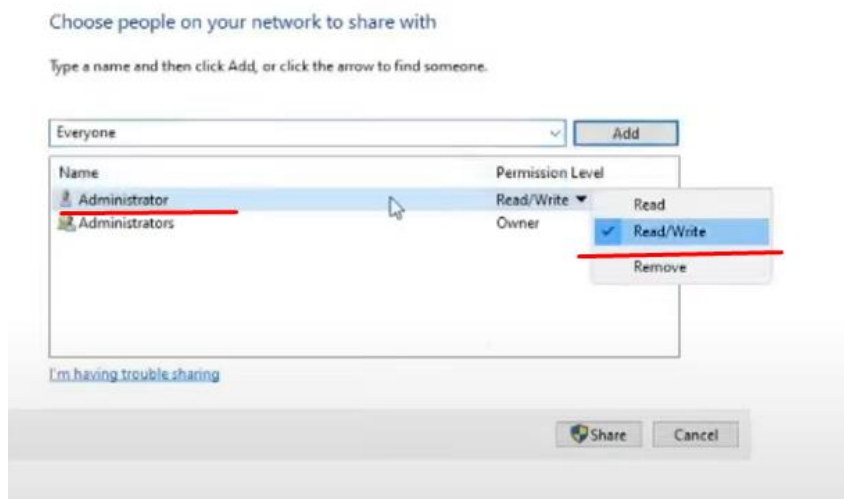 Choose people on your network to share with
Type a name and then click Add, or click the arrow to find someone.
Everyone
Add
Name Permission Level
Administrator Read/Write
Read
Administrators Owner
Read/Write
Remove
I'm having trouble sharing
Share Cancel